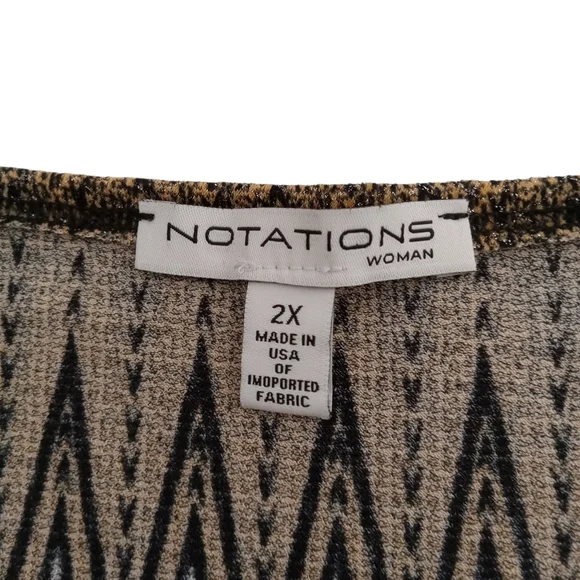 NOTATIONS
WOMAN
2X
MADE IN
USA
OF
IMOPORTED
FABRIC